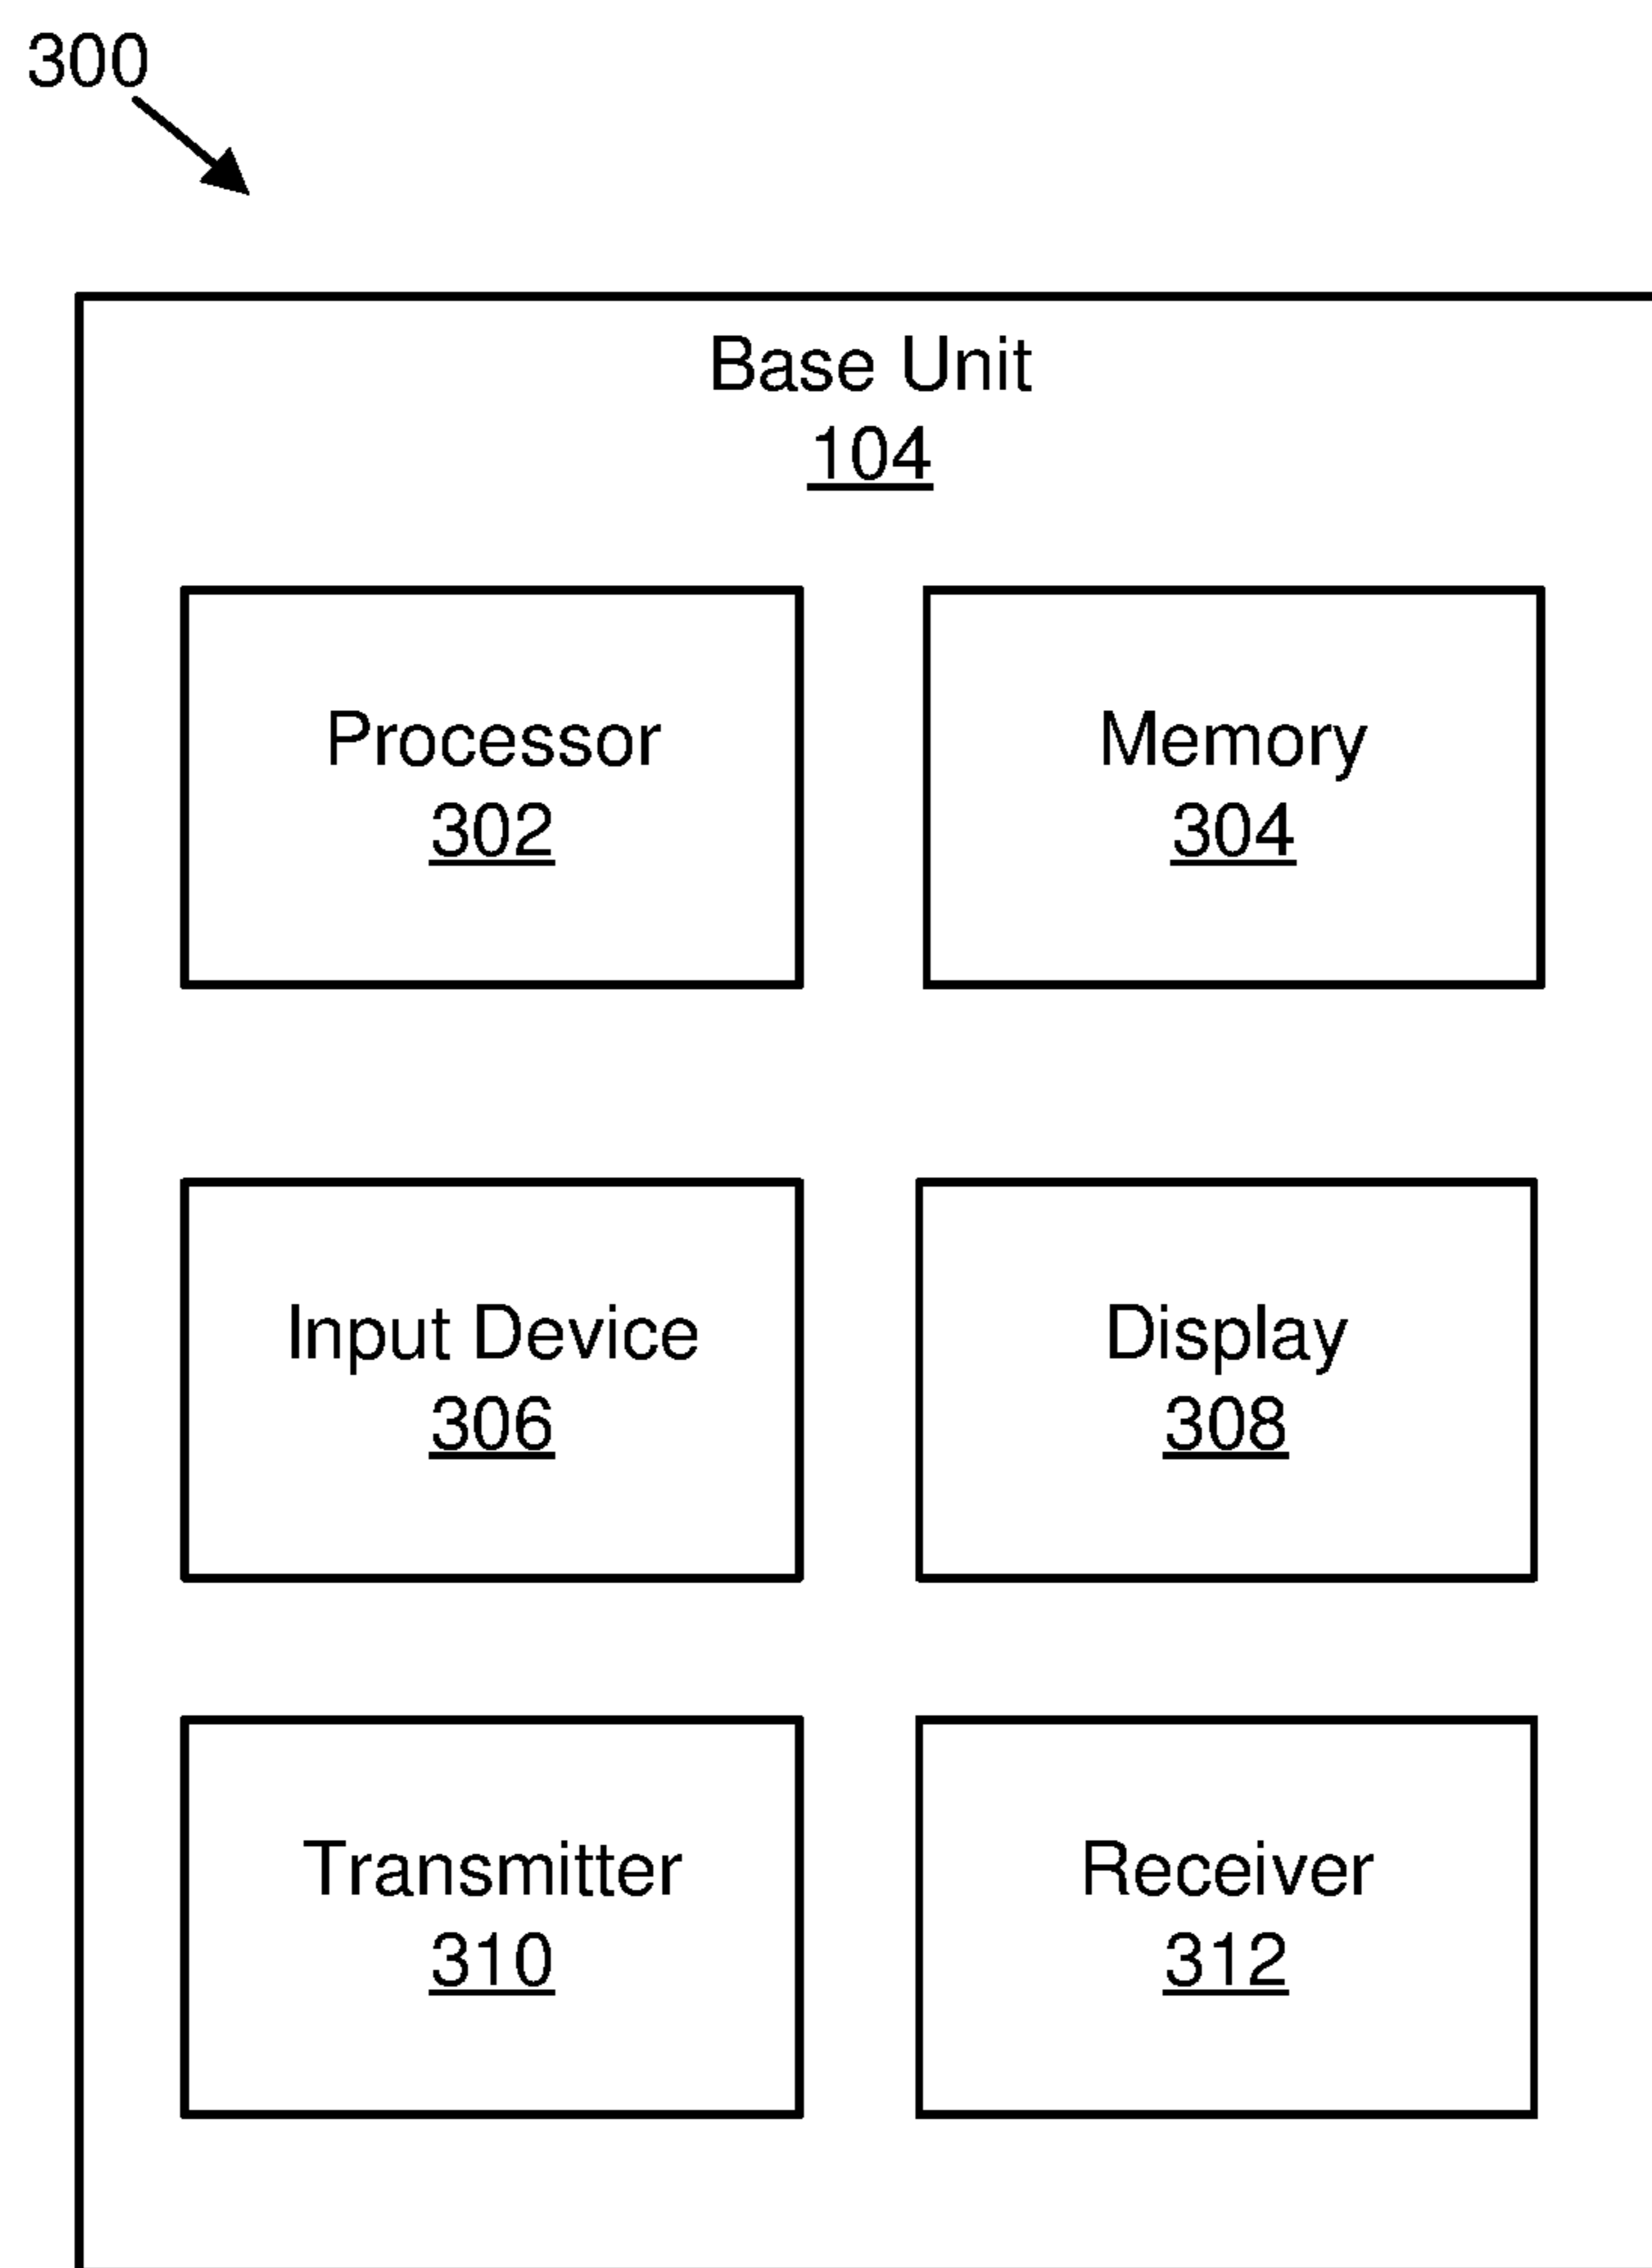 300
Base Unit
104
Processor
302
Memory
304
Input Device
306
Display
308
Transmitter
310
Receiver
312